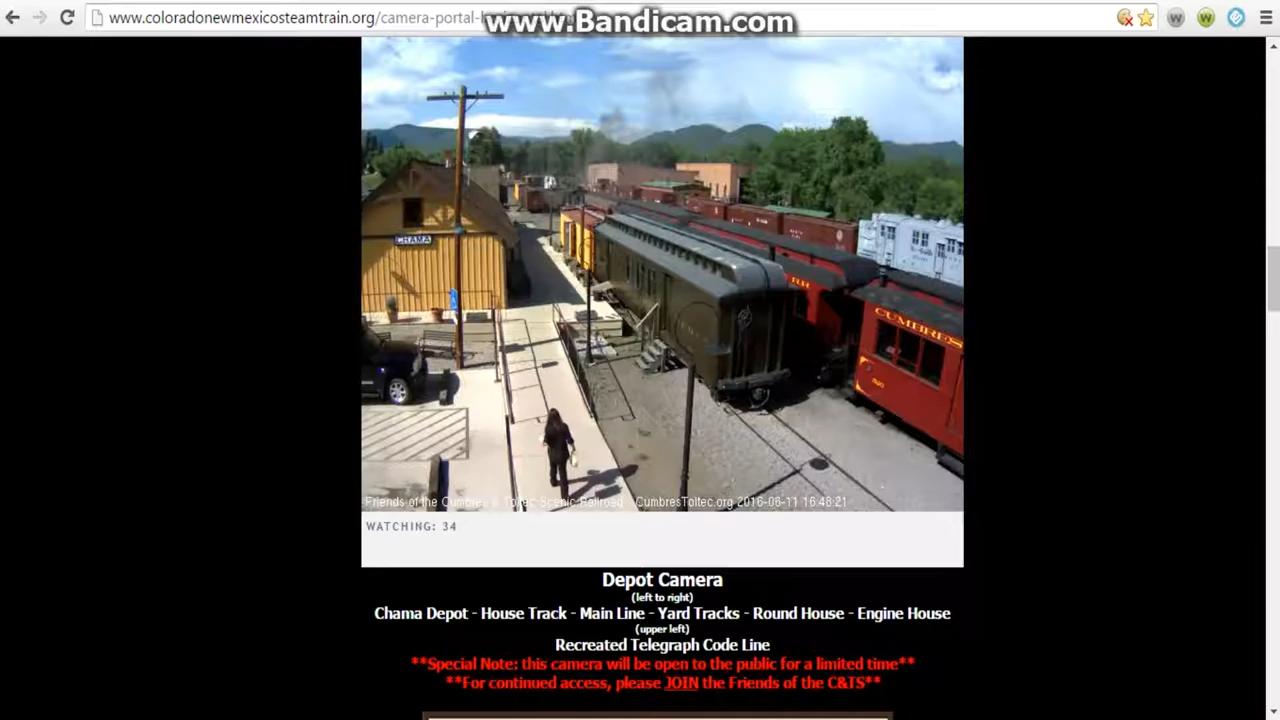 www.coloradonewmexicosteamtrain.org/camera-portal-
www.Bandicam.com
CHAMA
RR
CUMBRES
Friends of the Cumbres & Toltec Scenic Railroad - CumbresToltec.org 2016-06-11 16:48:21
WATCHING: 34
Depot Camera
(left to right)
Chama Depot - House Track - Main Line - Yard Tracks - Round House - Engine House
(upper left)
Recreated Telegraph Code Line
**Special Note: this camera will be open to the public for a limited time**
**For continued access, please JOIN the Friends of the C&TS**